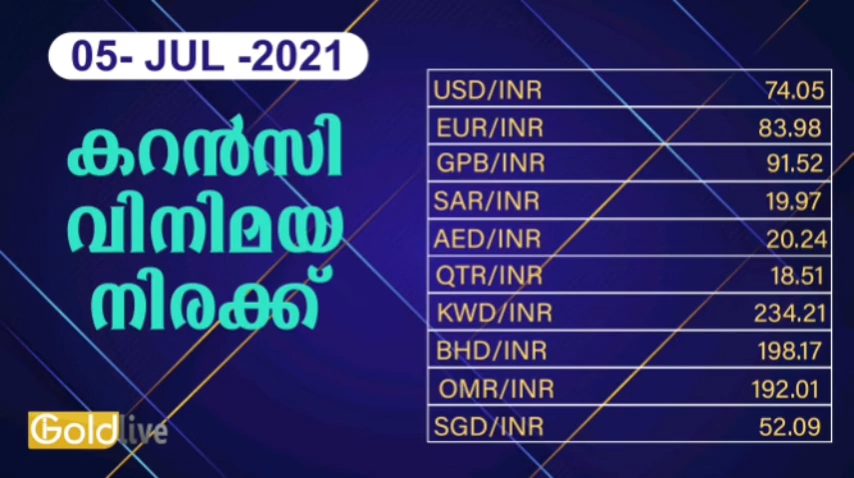 05- JUL -2021
കറൻസി
വിനിമയ
നിരക്ക്
USD/INR 74.05
EUR/INR 83.98
GPB/INR 91.52
SAR/INR 19.97
AED/INR 20.24
QTR/INR 18.51
KWD/INR 234.21
BHD/INR 198.17
OMR/INR 192.01
SGD/INR 52.09
Goldlive